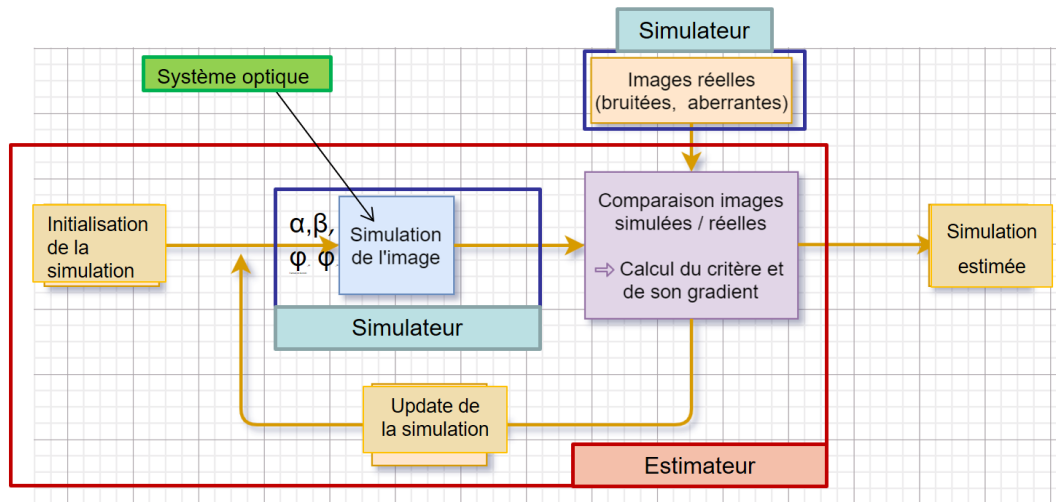 Simulateur
Système optique
Images réelles
(bruitées, aberrantes)
Initialisation
de la
simulation
α,β,
φ φ
Simulation
de l'image
Comparaison images
simulées / réelles
⇨ Calcul du critère et
de son gradient
Simulation
estimée
Simulateur
Update de
la simulation
Estimateur